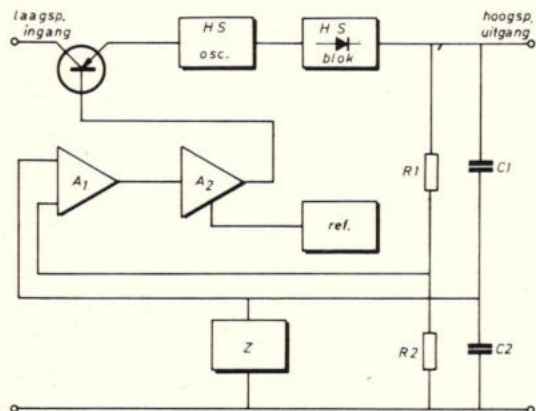 laagsp.
ingang
HS
osc.
HS
blok
hoogsp.
uitgang
A1
A2
R1
C1
ref.
Z
R2
C2